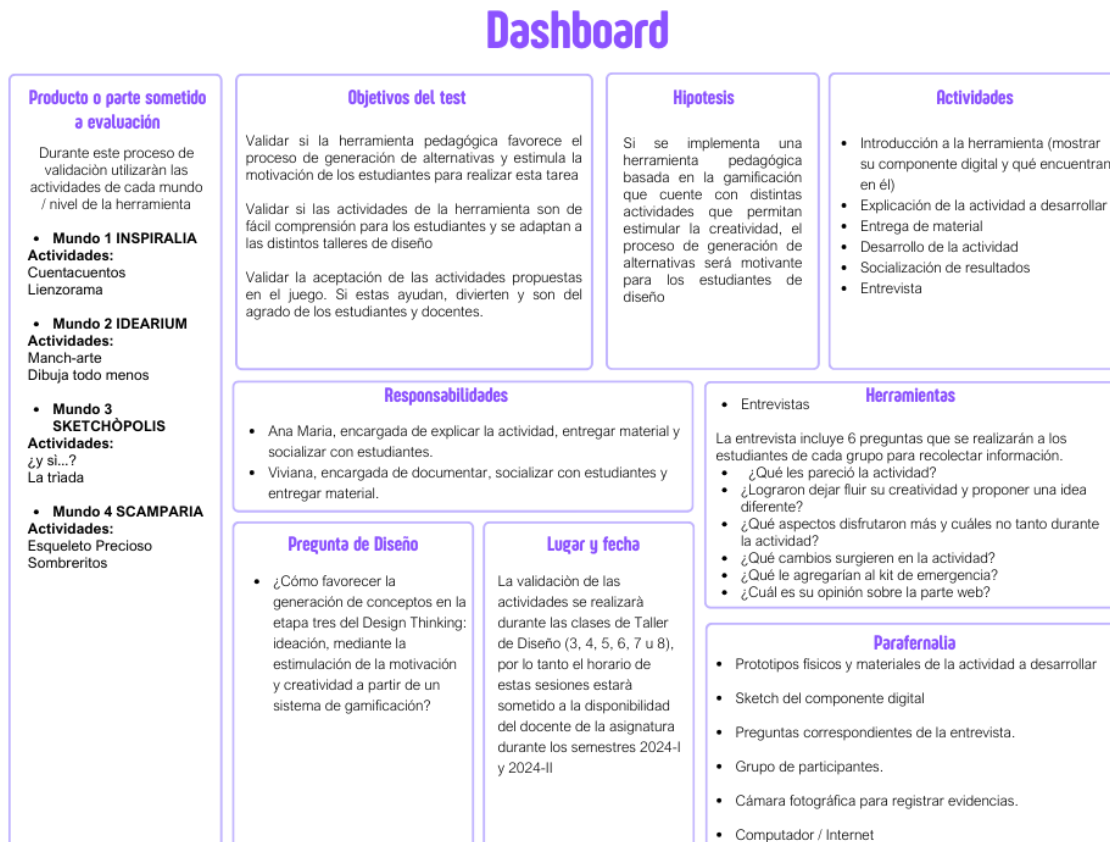 Dashboard
Producto o parte sometido
a evaluación
Durante este proceso de
validaciòn utilizaràn las
actividades de cada mundo
/ nivel de la herramienta
• Mundo 1 INSPIRALIA
Actividades:
Cuentacuentos
Lienzorama
• Mundo 2 IDEARIUM
Actividades:
Manch-arte
Dibuja todo menos
• Mundo 3
SKETCHÒPOLIS
Actividades:
¿y sì...?
La trìada
• Mundo 4 SCAMPARIA
Actividades:
Esqueleto Precioso
Sombreritos
Objetivos del test
Validar si la herramienta pedagógica favorece el
proceso de generación de alternativas y estimula la
motivación de los estudiantes para realizar esta tarea
Validar si las actividades de la herramienta son de
fácil comprensión para los estudiantes y se adaptan a
las distintos talleres de diseño
Validar la aceptación de las actividades propuestas
en el juego. Si estas ayudan, divierten y son del
agrado de los estudiantes y docentes.
Hipotesis
Si se implementa una
herramienta pedagógica
basada en la gamificación
que cuente con distintas
actividades que permitan
estimular la creatividad, el
proceso de generación de
alternativas será motivante
para los estudiantes de
diseño
Actividades
• Introducción a la herramienta (mostrar
su componente digital y qué encuentran
en él)
• Explicación de la actividad a desarrollar
• Entrega de material
• Desarrollo de la actividad
• Socialización de resultados
• Entrevista
Responsabilidades
• Ana Maria, encargada de explicar la actividad, entregar material y
socializar con estudiantes.
• Viviana, encargada de documentar, socializar con estudiantes y
entregar material.
Herramientas
• Entrevistas
La entrevista incluye 6 preguntas que se realizarán a los
estudiantes de cada grupo para recolectar información.
• ¿Qué les pareció la actividad?
• ¿Lograron dejar fluir su creatividad y proponer una idea
diferente?
• ¿Qué aspectos disfrutaron más y cuáles no tanto durante
la actividad?
• ¿Qué cambios surgieren en la actividad?
• ¿Qué le agregarían al kit de emergencia?
• ¿Cuál es su opinión sobre la parte web?
Pregunta de Diseño
• ¿Cómo favorecer la
generación de conceptos en la
etapa tres del Design Thinking:
ideación, mediante la
estimulación de la motivación
y creatividad a partir de un
sistema de gamificación?
Lugar y fecha
La validaciòn de las
actividades se realizarà
durante las clases de Taller
de Diseño (3, 4, 5, 6, 7 u 8),
por lo tanto el horario de
estas sesiones estarà
sometido a la disponibilidad
del docente de la asignatura
durante los semestres 2024-I
y 2024-II
Parafernalia
• Prototipos físicos y materiales de la actividad a desarrollar
• Sketch del componente digital
• Preguntas correspondientes de la entrevista.
• Grupo de participantes.
• Cámara fotográfica para registrar evidencias.
• Computador / Internet